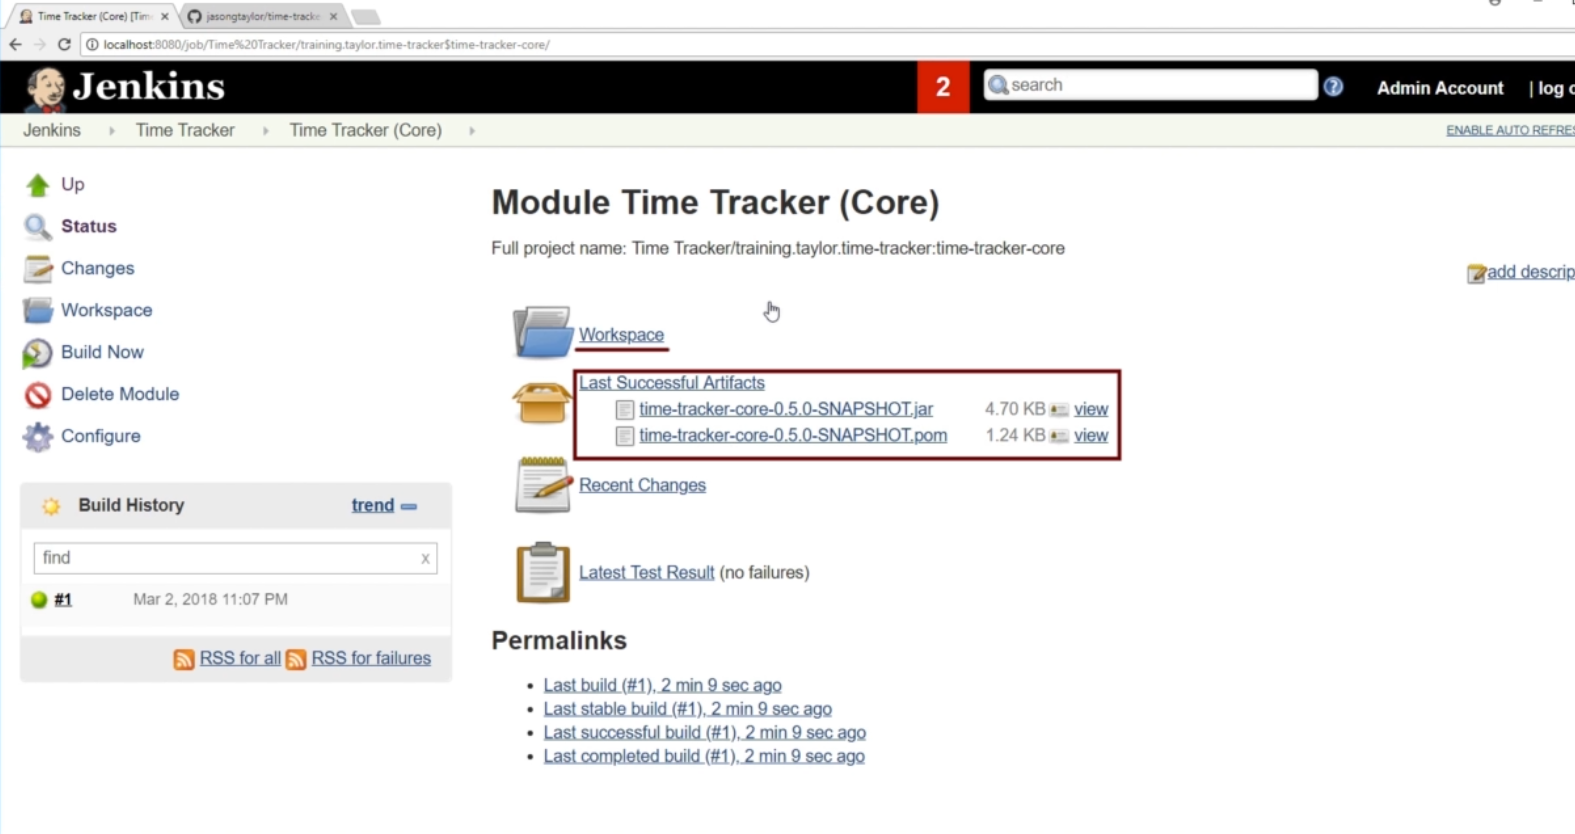 Time Tracker (Core) [Tim
jasongtaylor/time-tracke
localhost:8080/job/Time%20Tracker/training.taylor.time-tracker$time-tracker-core/
Jenkins
2
search
Admin Account
| log o
Jenkins
Time Tracker
Time Tracker (Core)
ENABLE AUTO REFRES
Up
Status
Changes
Workspace
Build Now
Delete Module
Configure
Build History
trend
find
x
#1
Mar 2, 2018 11:07 PM
RSS for all
RSS for failures
Module Time Tracker (Core)
Full project name: Time Tracker/training.taylor.time-tracker:time-tracker-core
add descrip
Workspace
Last Successful Artifacts
time-tracker-core-0.5.0-SNAPSHOT.jar 4.70 KB view
time-tracker-core-0.5.0-SNAPSHOT.pom 1.24 KB view
Recent Changes
Latest Test Result (no failures)
Permalinks
Last build (#1), 2 min 9 sec ago
Last stable build (#1), 2 min 9 sec ago
Last successful build (#1), 2 min 9 sec ago
Last completed build (#1), 2 min 9 sec ago